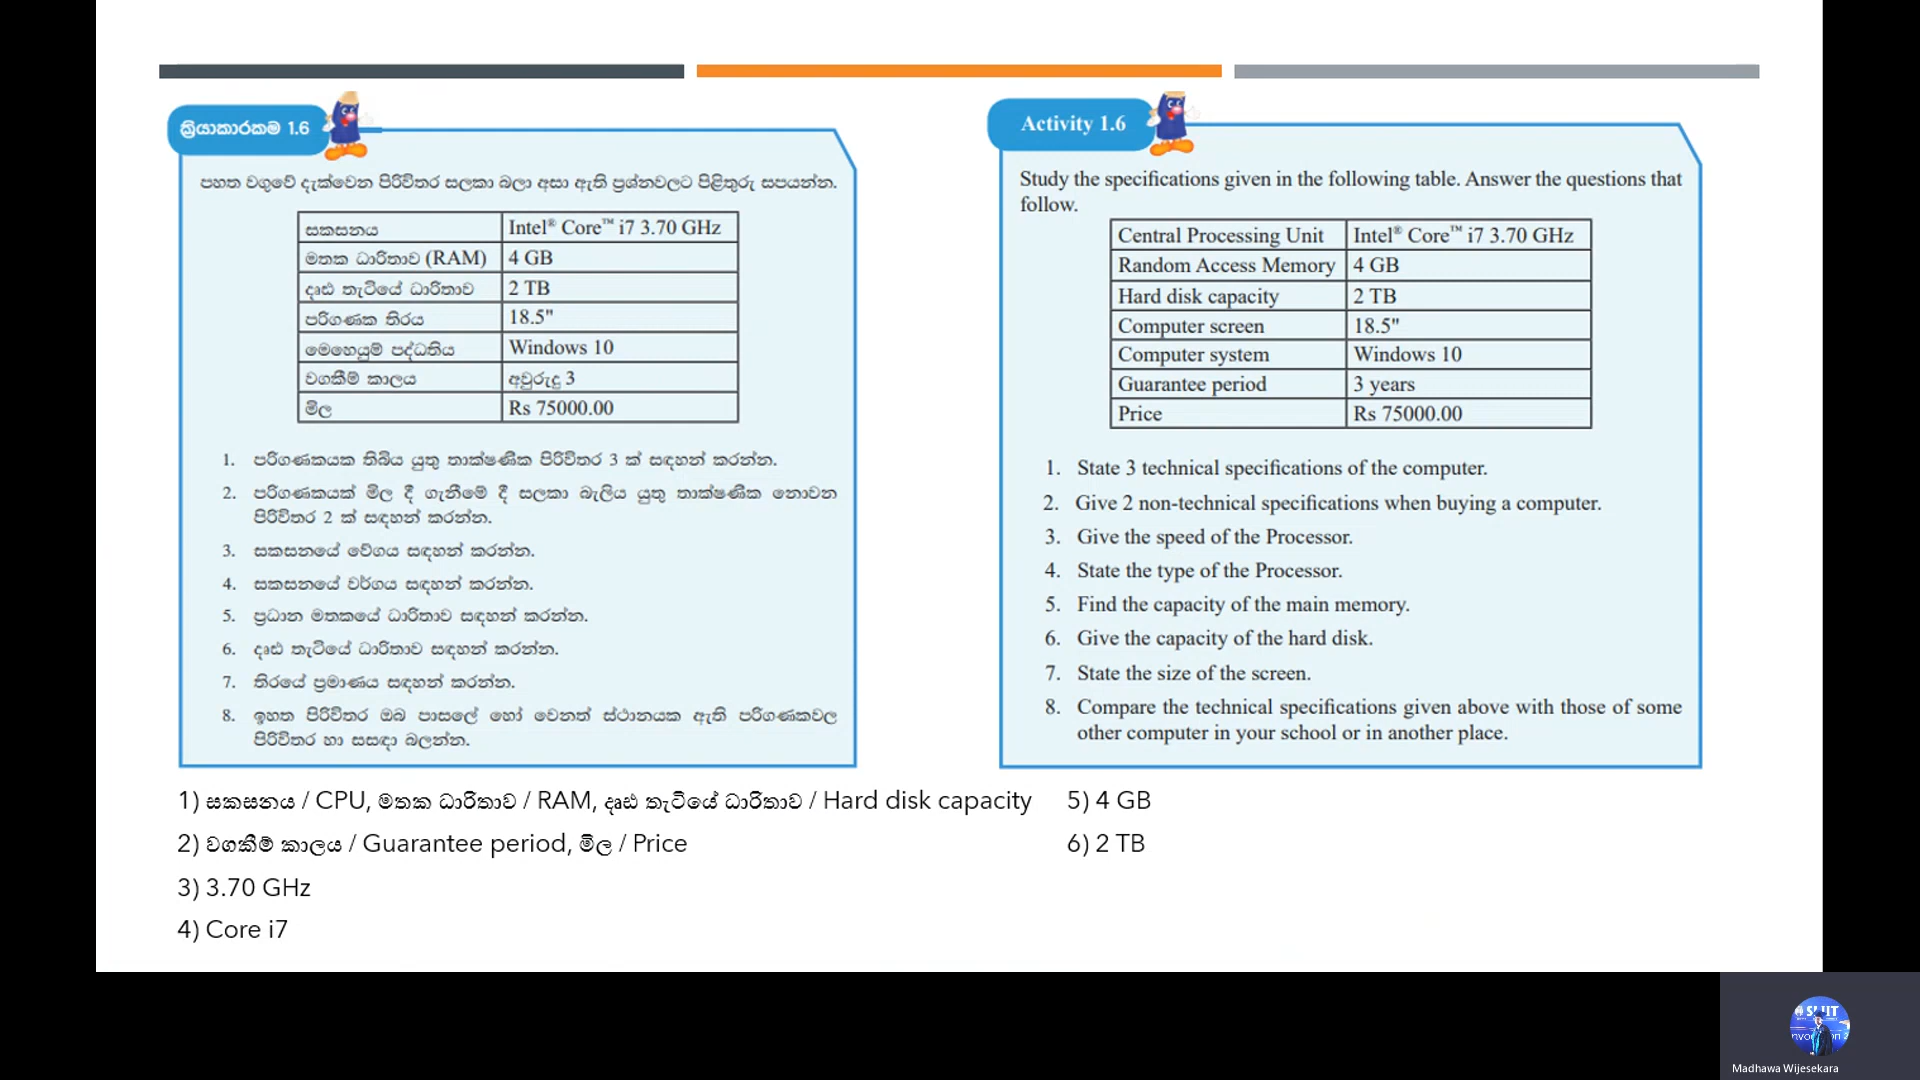 ක්‍රියාකාරකම 1.6
පහත වගුවේ දැක්වෙන පිරිවිතර සලකා බලා අසා ඇති ප්‍රශ්නවලට පිළිතුරු සපයන්න.
සකසනය Intel® Core™ i7 3.70 GHz
මතක ධාරිතාව (RAM) 4 GB
දෘඪ තැටියේ ධාරිතාව 2 TB
පරිගණක තිරය 18.5"
මෙහෙයුම් පද්ධතිය Windows 10
වගකීම් කාලය අවුරුදු 3
මිල Rs 75000.00
1. පරිගණකයක තිබිය යුතු තාක්ෂණික පිරිවිතර 3 ක් සඳහන් කරන්න.
2. පරිගණකයක් මිල දී ගැනීමේ දී සලකා බැලිය යුතු තාක්ෂණික නොවන
පිරිවිතර 2 ක් සඳහන් කරන්න.
3. සකසනයේ වේගය සඳහන් කරන්න.
4. සකසනයේ වර්ගය සඳහන් කරන්න.
5. ප්‍රධාන මතකයේ ධාරිතාව සඳහන් කරන්න.
6. දෘඪ තැටියේ ධාරිතාව සඳහන් කරන්න.
7. තිරයේ ප්‍රමාණය සඳහන් කරන්න.
8. ඉහත පිරිවිතර ඔබ පාසලේ හෝ වෙනත් ස්ථානයක ඇති පරිගණකවල
පිරිවිතර හා සසඳා බලන්න.
Activity 1.6
Study the specifications given in the following table. Answer the questions that
follow.
Central Processing Unit Intel® Core™ i7 3.70 GHz
Random Access Memory 4 GB
Hard disk capacity 2 TB
Computer screen 18.5"
Computer system Windows 10
Guarantee period 3 years
Price Rs 75000.00
1. State 3 technical specifications of the computer.
2. Give 2 non-technical specifications when buying a computer.
3. Give the speed of the Processor.
4. State the type of the Processor.
5. Find the capacity of the main memory.
6. Give the capacity of the hard disk.
7. State the size of the screen.
8. Compare the technical specifications given above with those of some
other computer in your school or in another place.
1) සකසනය / CPU, මතක ධාරිතාව / RAM, දෘඪ තැටියේ ධාරිතාව / Hard disk capacity
2) වගකීම් කාලය / Guarantee period, මිල / Price
3) 3.70 GHz
4) Core i7
5) 4 GB
6) 2 TB
Madhawa Wijesekara